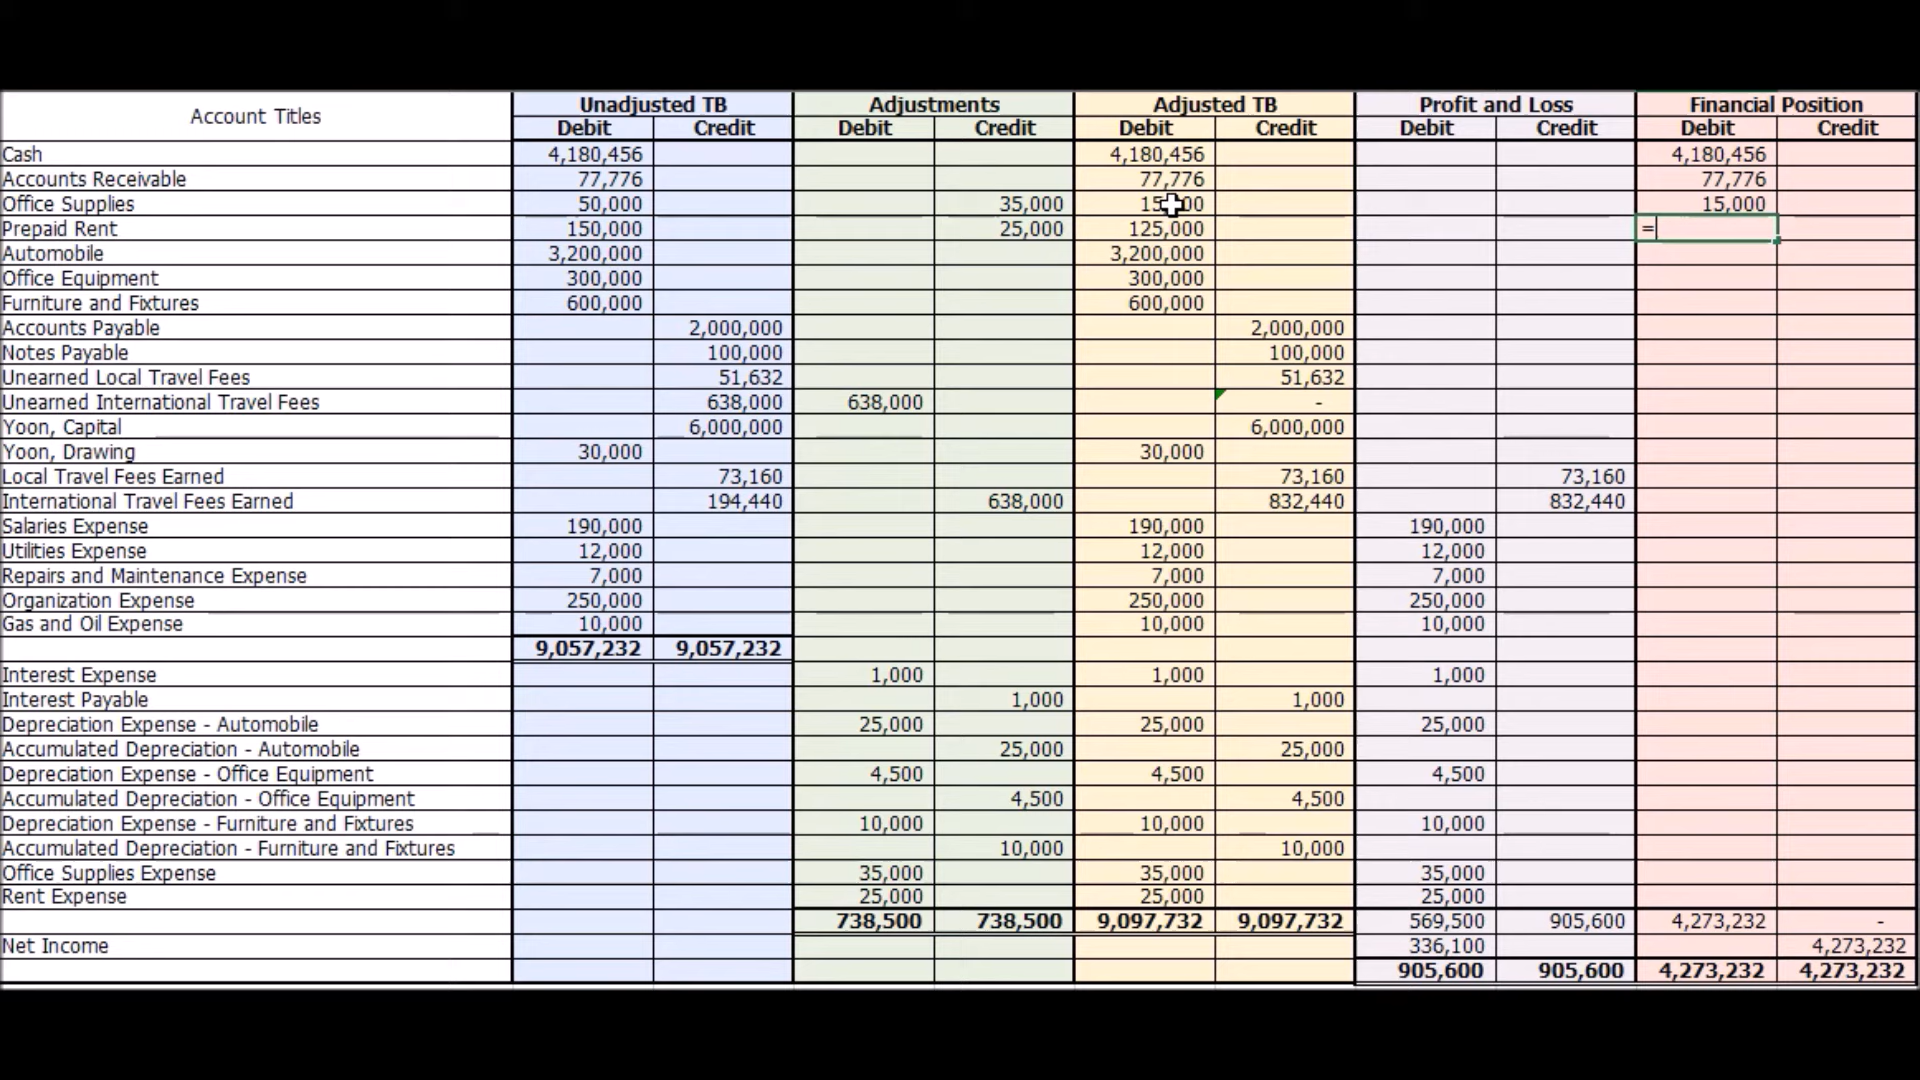 Account Titles Unadjusted TB Adjustments Adjusted TB Profit and Loss Financial Position
Debit Credit Debit Credit Debit Credit Debit Credit Debit Credit
Cash 4,180,456 4,180,456 4,180,456
Accounts Receivable 77,776 77,776 77,776
Office Supplies 50,000 35,000 15,000
Prepaid Rent 150,000 25,000 125,000 =
Automobile 3,200,000 3,200,000
Office Equipment 300,000 300,000
Furniture and Fixtures 600,000 600,000
Accounts Payable 2,000,000 2,000,000
Notes Payable 100,000 100,000
Unearned Local Travel Fees 51,632 51,632
Unearned International Travel Fees 638,000 638,000 -
Yoon, Capital 6,000,000 6,000,000
Yoon, Drawing 30,000 30,000
Local Travel Fees Earned 73,160 73,160 73,160
International Travel Fees Earned 194,440 638,000 832,440 832,440
Salaries Expense 190,000 190,000 190,000
Utilities Expense 12,000 12,000 12,000
Repairs and Maintenance Expense 7,000 7,000 7,000
Organization Expense 250,000 250,000 250,000
Gas and Oil Expense 10,000 10,000 10,000
9,057,232 9,057,232
Interest Expense 1,000 1,000 1,000
Interest Payable 1,000 1,000
Depreciation Expense - Automobile 25,000 25,000 25,000
Accumulated Depreciation - Automobile 25,000 25,000
Depreciation Expense - Office Equipment 4,500 4,500 4,500
Accumulated Depreciation - Office Equipment 4,500 4,500
Depreciation Expense - Furniture and Fixtures 10,000 10,000 10,000
Accumulated Depreciation - Furniture and Fixtures 10,000 10,000
Office Supplies Expense 35,000 35,000 35,000
Rent Expense 25,000 25,000 25,000
738,500 738,500 9,097,732 9,097,732 569,500 905,600 4,273,232 -
Net Income 336,100 4,273,232
905,600 905,600 4,273,232 4,273,232